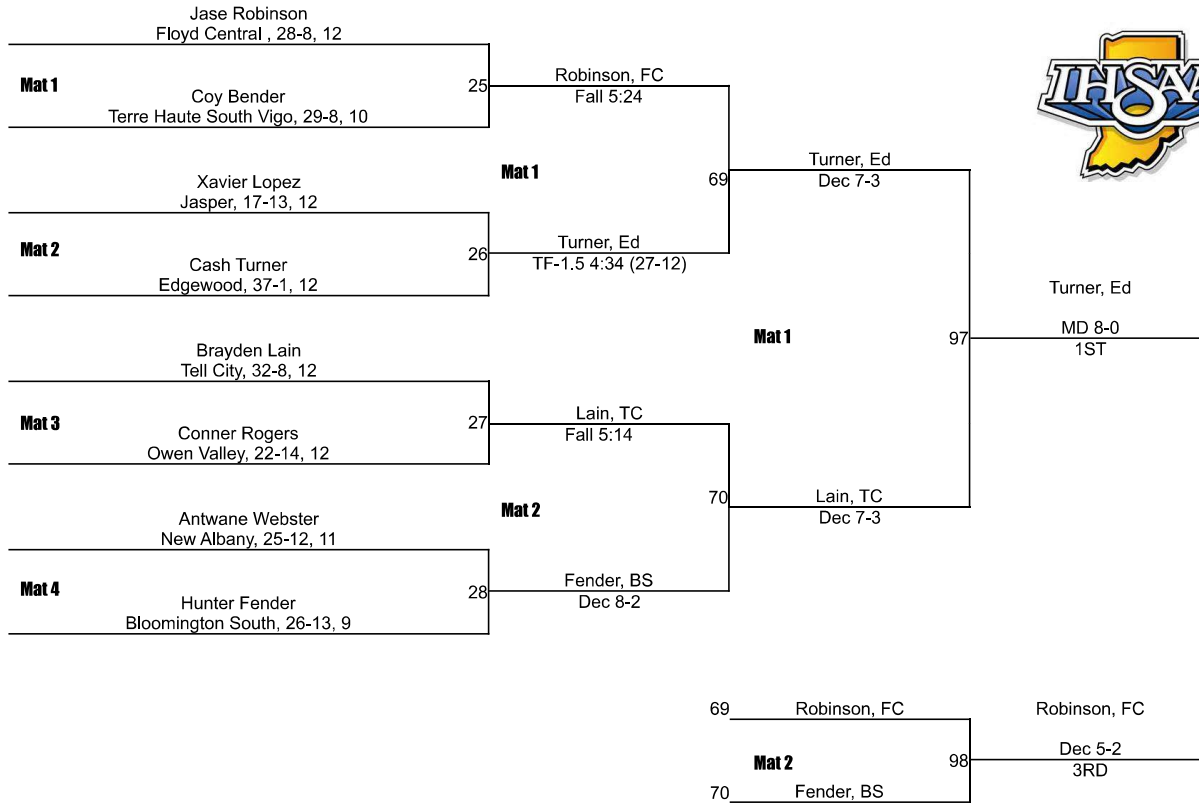 Jase Robinson
Floyd Central , 28-8, 12
Mat 1
Coy Bender
Terre Haute South Vigo, 29-8, 10
25
Robinson, FC
Fall 5:24
Xavier Lopez
Jasper, 17-13, 12
Mat 2
Cash Turner
Edgewood, 37-1, 12
26
Turner, Ed
TF-1.5 4:34 (27-12)
Mat 1
69
Turner, Ed
Dec 7-3
Brayden Lain
Tell City, 32-8, 12
Mat 3
Conner Rogers
Owen Valley, 22-14, 12
27
Lain, TC
Fall 5:14
Antwane Webster
New Albany, 25-12, 11
Mat 4
Hunter Fender
Bloomington South, 26-13, 9
28
Fender, BS
Dec 8-2
Mat 2
70
Lain, TC
Dec 7-3
Mat 1
97
Turner, Ed
MD 8-0
1ST
IHSAA
69
Robinson, FC
Mat 2
70
Fender, BS
98
Robinson, FC
Dec 5-2
3RD